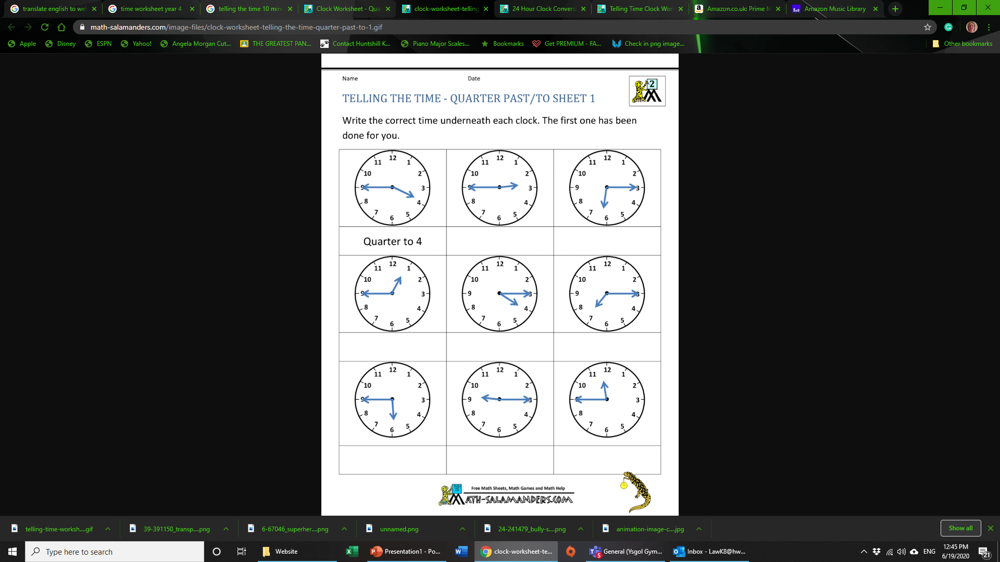 translate english to wel
time worksheet year 4 -
telling the time 10 minu
Clock Worksheet - Qua
clock-worksheet-telling
24 Hour Clock Convers
Telling Time Clock Wor
Amazon.co.uk: Prime M
Amazon Music Library
math-salamanders.com/image-files/clock-worksheet-telling-the-time-quarter-past-to-1.gif
Apple
Disney
ESPN
Yahoo!
Angela Morgan Cut...
THE GREATEST PAN...
Contact Huntshill K...
Piano Major Scales...
Bookmarks
Get PREMIUM - FA...
Check in png image...
Other bookmarks
Name
Date
2
TELLING THE TIME - QUARTER PAST/TO SHEET 1
Write the correct time underneath each clock. The first one has been
done for you.
12 1 2 3 4 5 6 7 8 9 10 11
12 1 2 3 4 5 6 7 8 9 10 11
12 1 2 3 4 5 6 7 8 9 10 11
Quarter to 4
12 1 2 3 4 5 6 7 8 9 10 11
12 1 2 3 4 5 6 7 8 9 10 11
12 1 2 3 4 5 6 7 8 9 10 11
12 1 2 3 4 5 6 7 8 9 10 11
12 1 2 3 4 5 6 7 8 9 10 11
12 1 2 3 4 5 6 7 8 10 11
Free Math Sheets, Math Games and Math Help
MATH-SALAMANDERS.COM
telling-time-worksh....gif
39-391150_transp....png
6-67046_superher....png
unnamed.png
24-241479_bully-s....png
animation-image-c....jpg
Show all
Type here to search
Website
Presentation1 - Po...
clock-worksheet-te...
5
General (Ysgol Gym...
Inbox - LawK8@hw...
ENG
12:45 PM
6/19/2020
21